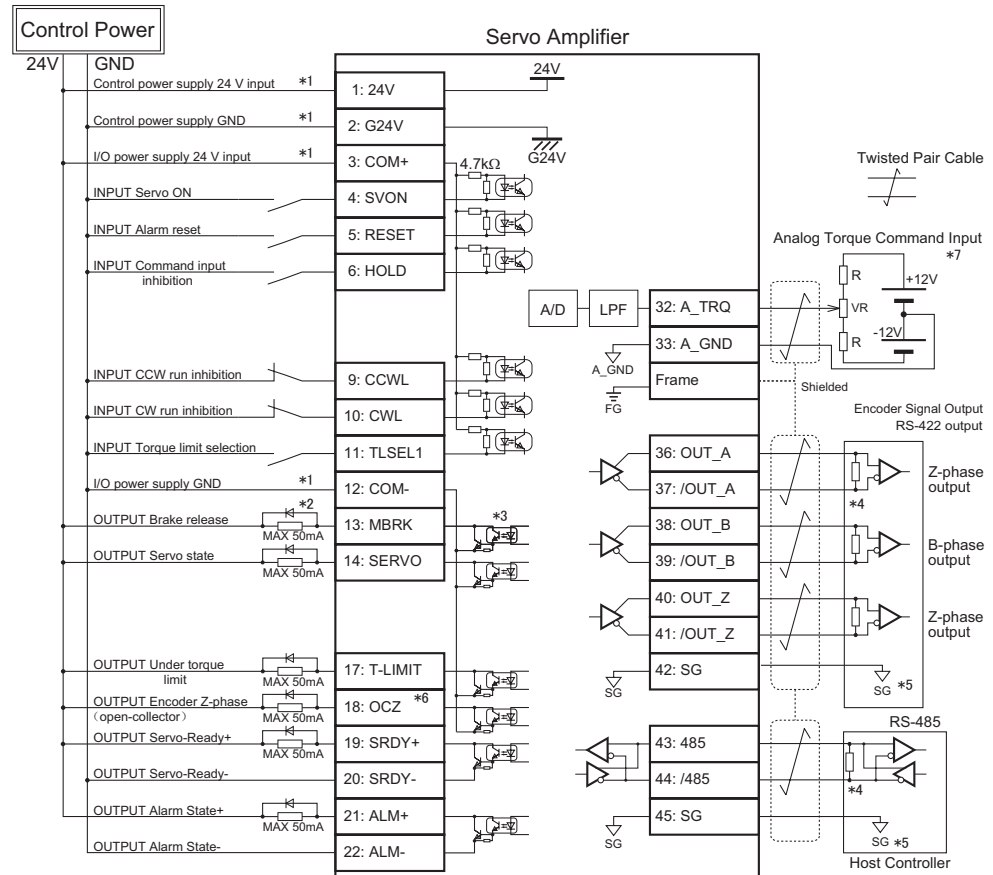 Control Power
Servo Amplifier
24V
GND
Control power supply 24 V input *1
1: 24V
24V
Control power supply GND *1
2: G24V
G24V
I/O power supply 24 V input *1
3: COM+
4.7kΩ
INPUT Servo ON
4: SVON
INPUT Alarm reset
5: RESET
INPUT Command input
inhibition
6: HOLD
INPUT CCW run inhibition
9: CCWL
INPUT CW run inhibition
10: CWL
INPUT Torque limit selection
11: TLSEL1
I/O power supply GND *1
12: COM-
OUTPUT Brake release
*2
MAX 50mA
13: MBRK
*3
OUTPUT Servo state
MAX 50mA
14: SERVO
OUTPUT Under torque
limit
MAX 50mA
17: T-LIMIT
OUTPUT Encoder Z-phase
(open-collector)
MAX 50mA
18: OCZ
*6
OUTPUT Servo-Ready+
MAX 50mA
19: SRDY+
OUTPUT Servo-Ready-
20: SRDY-
OUTPUT Alarm State+
MAX 50mA
21: ALM+
OUTPUT Alarm State-
22: ALM-
Twisted Pair Cable
Analog Torque Command Input
*7
R
+12V
VR
-12V
R
A/D
LPF
32: A_TRQ
33: A_GND
A_GND
Frame
FG
Shielded
Encoder Signal Output
RS-422 output
36: OUT_A
37: /OUT_A
*4
Z-phase
output
38: OUT_B
39: /OUT_B
B-phase
output
40: OUT_Z
41: /OUT_Z
Z-phase
output
42: SG
SG
SG *5
RS-485
43: 485
44: /485
*4
45: SG
SG
SG *5
Host Controller